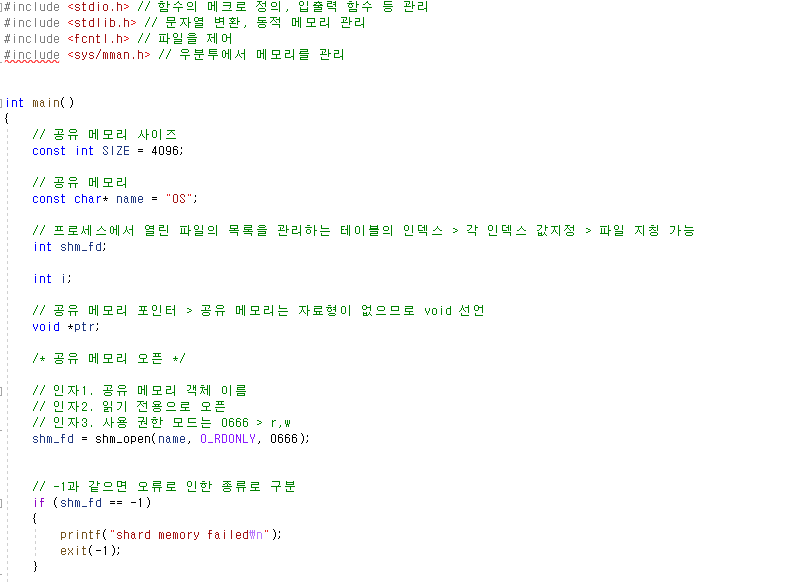 #include <stdio.h> // 함수의 메크로 정의, 입출력 함수 등 관리
#include <stdlib.h> // 문자열 변환, 동적 메모리 관리
#include <fcntl.h> // 파일을 제어
#include <sys/mman.h> // 우분투에서 메모리를 관리
int main()
{
// 공유 메모리 사이즈
const int SIZE = 4096;
// 공유 메모리
const char* name = "OS";
// 프로세스에서 열린 파일의 목록을 관리하는 테이블의 인덱스 > 각 인덱스 값지정 > 파일 지칭 가능
int shm_fd;
int i;
// 공유 메모리 포인터 > 공유 메모리는 자료형이 없으므로 void 선언
void *ptr;
/* 공유 메모리 오픈 */
// 인자1. 공유 메모리 객체 이름
// 인자2. 읽기 전용으로 오픈
// 인자3. 사용 권한 모드는 0666 > r,w
shm_fd = shm_open(name, O_RDONLY, 0666);
// -1과 같으면 오류로 인한 종류로 구분
if (shm_fd == -1)
{
printf("shard memory failed₩n");
exit(-1);
}